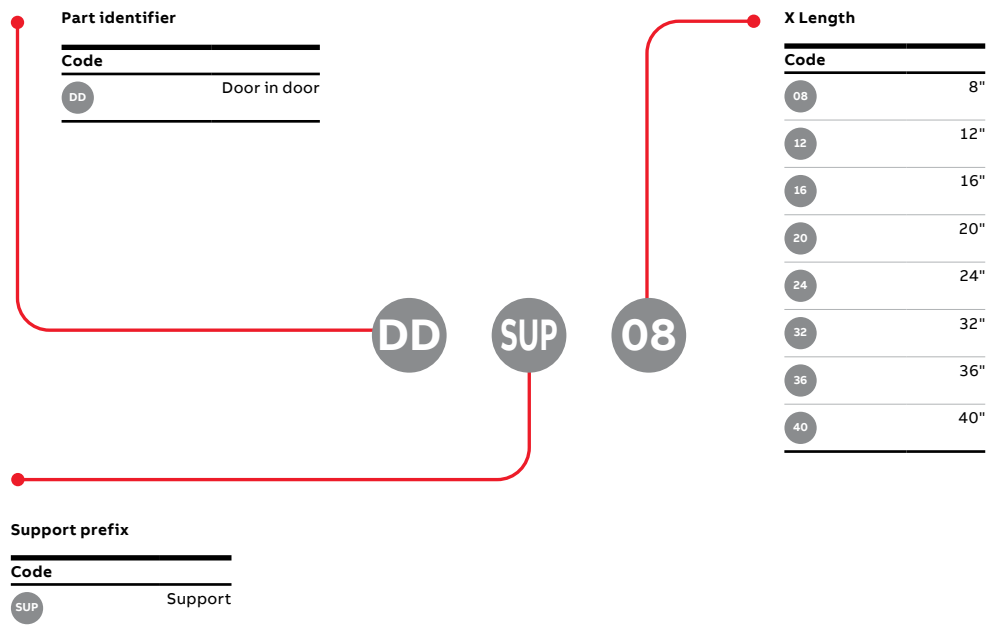 Part identifier
Code
DD Door in door
X Length
Code
08 8"
12 12"
16 16"
20 20"
24 24"
32 32"
36 36"
40 40"
DD SUP 08
Support prefix
Code
SUP Support